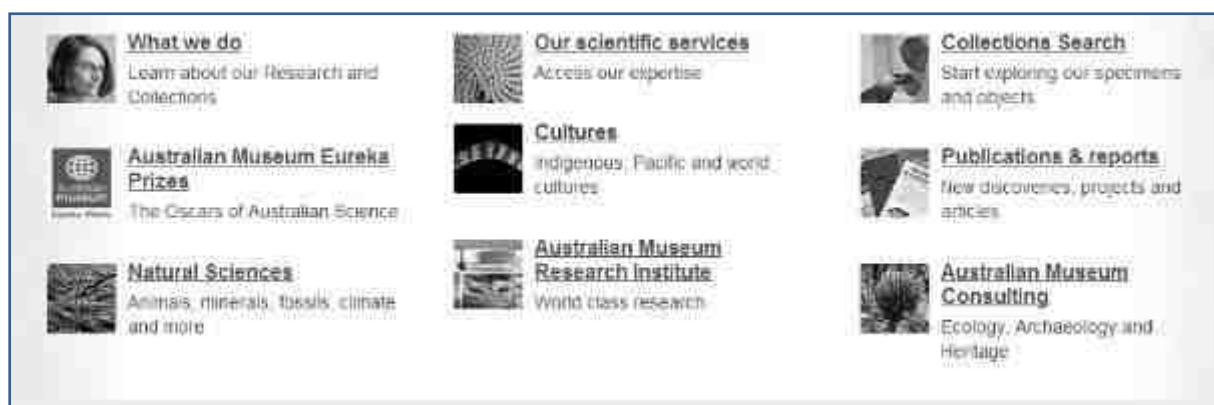 What we do
Learn about our Research and
Collections
Australian Museum Eureka
Prizes
The Oscars of Australian Science
Natural Sciences
Animals, minerals, fossils, climate
and more
Our scientific services
Access our expertise
Cultures
Indigenous, Pacific and world
cultures
Australian Museum
Research Institute
World class research
Collections Search
Start exploring our specimens
and objects
Publications & reports
New discoveries, projects and
articles
Australian Museum
Consulting
Ecology, Archaeology and
Heritage